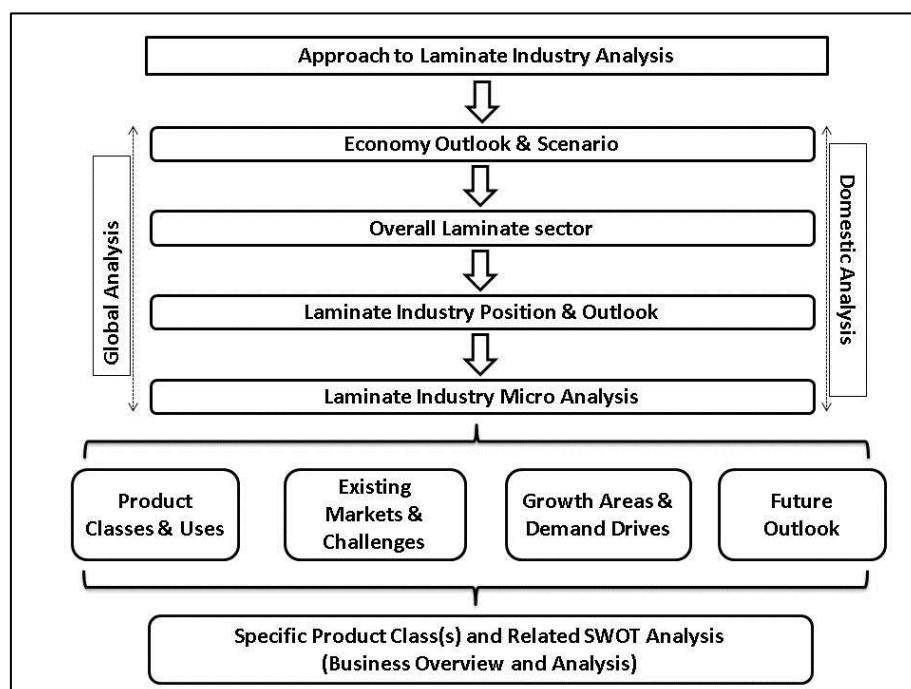 Approach to Laminate Industry Analysis
Economy Outlook & Scenario
Overall Laminate sector
Laminate Industry Position & Outlook
Laminate Industry Micro Analysis
Global Analysis
Domestic Analysis
Product
Classes & Uses
Existing
Markets &
Challenges
Growth Areas &
Demand Drives
Future
Outlook
Specific Product Class(s) and Related SWOT Analysis
(Business Overview and Analysis)